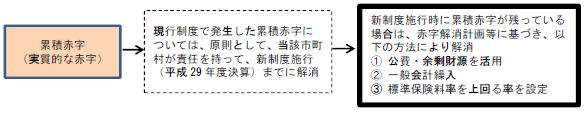 累積赤字
（実質的な赤字）
現行制度で発生した累積赤字に
ついては、原則として、当該市町
村が責任を持って、新制度施行
（平成 29 年度決算）までに解消
新制度施行時に累積赤字が残っている
場合は、赤字解消計画等に基づき、以
下の方法により解消
① 公費・余剰財源を活用
② 一般会計繰入
③ 標準保険料率を上回る率を設定